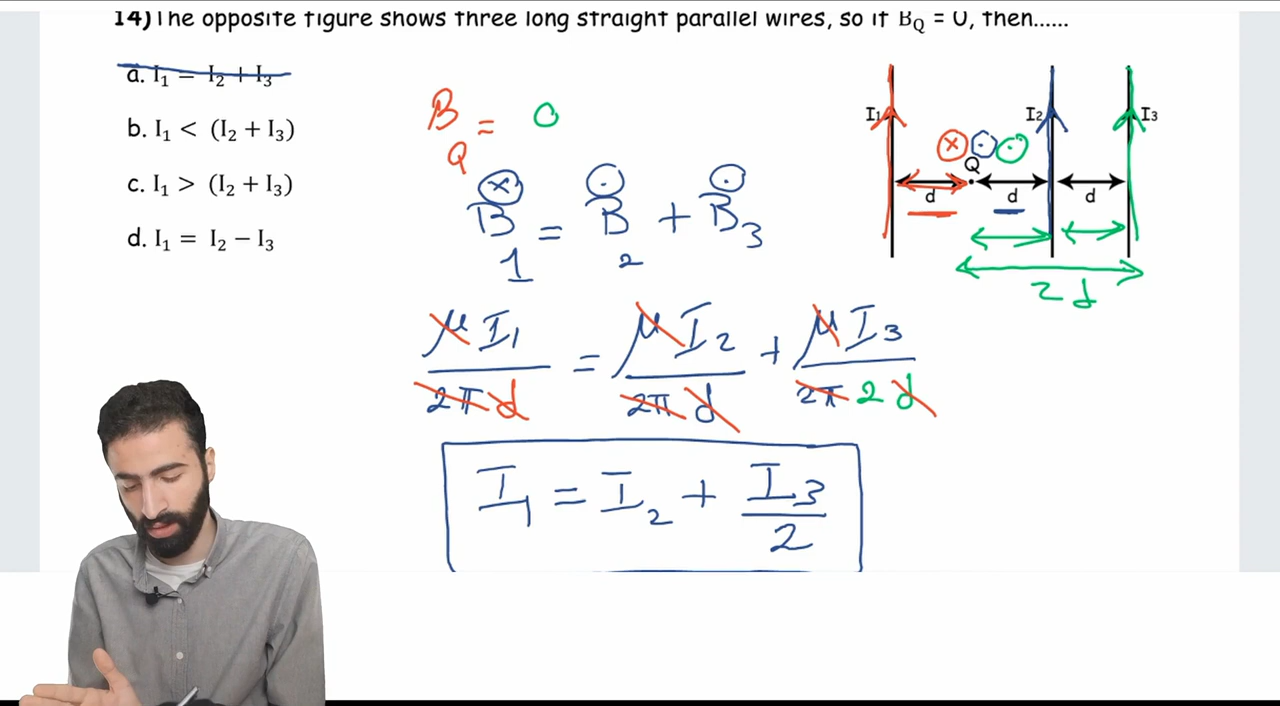 14) The opposite figure shows three long straight parallel wires, so if B_Q = 0, then......
a. I₁ = I₂ + I₃
b. I₁ < (I₂ + I₃)
c. I₁ > (I₂ + I₃)
d. I₁ = I₂ − I₃
B_Q = 0
B₁ = B₂ + B₃
μI₁/2πd = μI₂/2πd + μI₃/2π2d
I₁ = I₂ + I₃/2
I₁ I₂ I₃
Q
d d d
2d